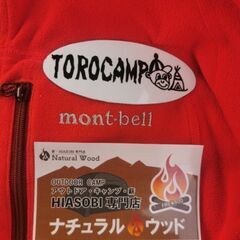 TOROCAMP
mont-bell
Natural Wood
OUTDOOR CAMP
アウトドア・キャンプ・薪
HIASOBI 専門店
ナチュラルウッド